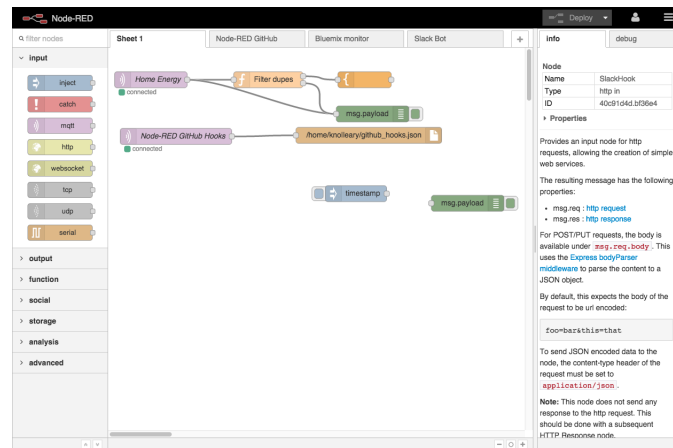 Node-RED
Deploy
filter nodes
Sheet 1
Node-RED GitHub
Bluemix monitor
Slack Bot
+
info
debug
input
inject
catch
mqtt
http
websocket
tcp
udp
serial
output
function
social
storage
analysis
advanced
Home Energy
connected
Filter dupes
msg.payload
Node-RED GitHub Hooks
connected
/home/knolleary/github_hooks.json
timestamp
msg.payload
Node
Name SlackHook
Type http in
ID 40c91d4d.bf36e4
Properties
Provides an input node for http
requests, allowing the creation of simple
web services.
The resulting message has the following
properties:
• msg.req : http request
• msg.res : http response
For POST/PUT requests, the body is
available under msg.req.body. This
uses the Express bodyParser
middleware to parse the content to a
JSON object.
By default, this expects the body of the
request to be url encoded:
foo=bar&this=that
To send JSON encoded data to the
node, the content-type header of the
request must be set to
application/json.
Note: This node does not send any
response to the http request. This
should be done with a subsequent
HTTP Response node.